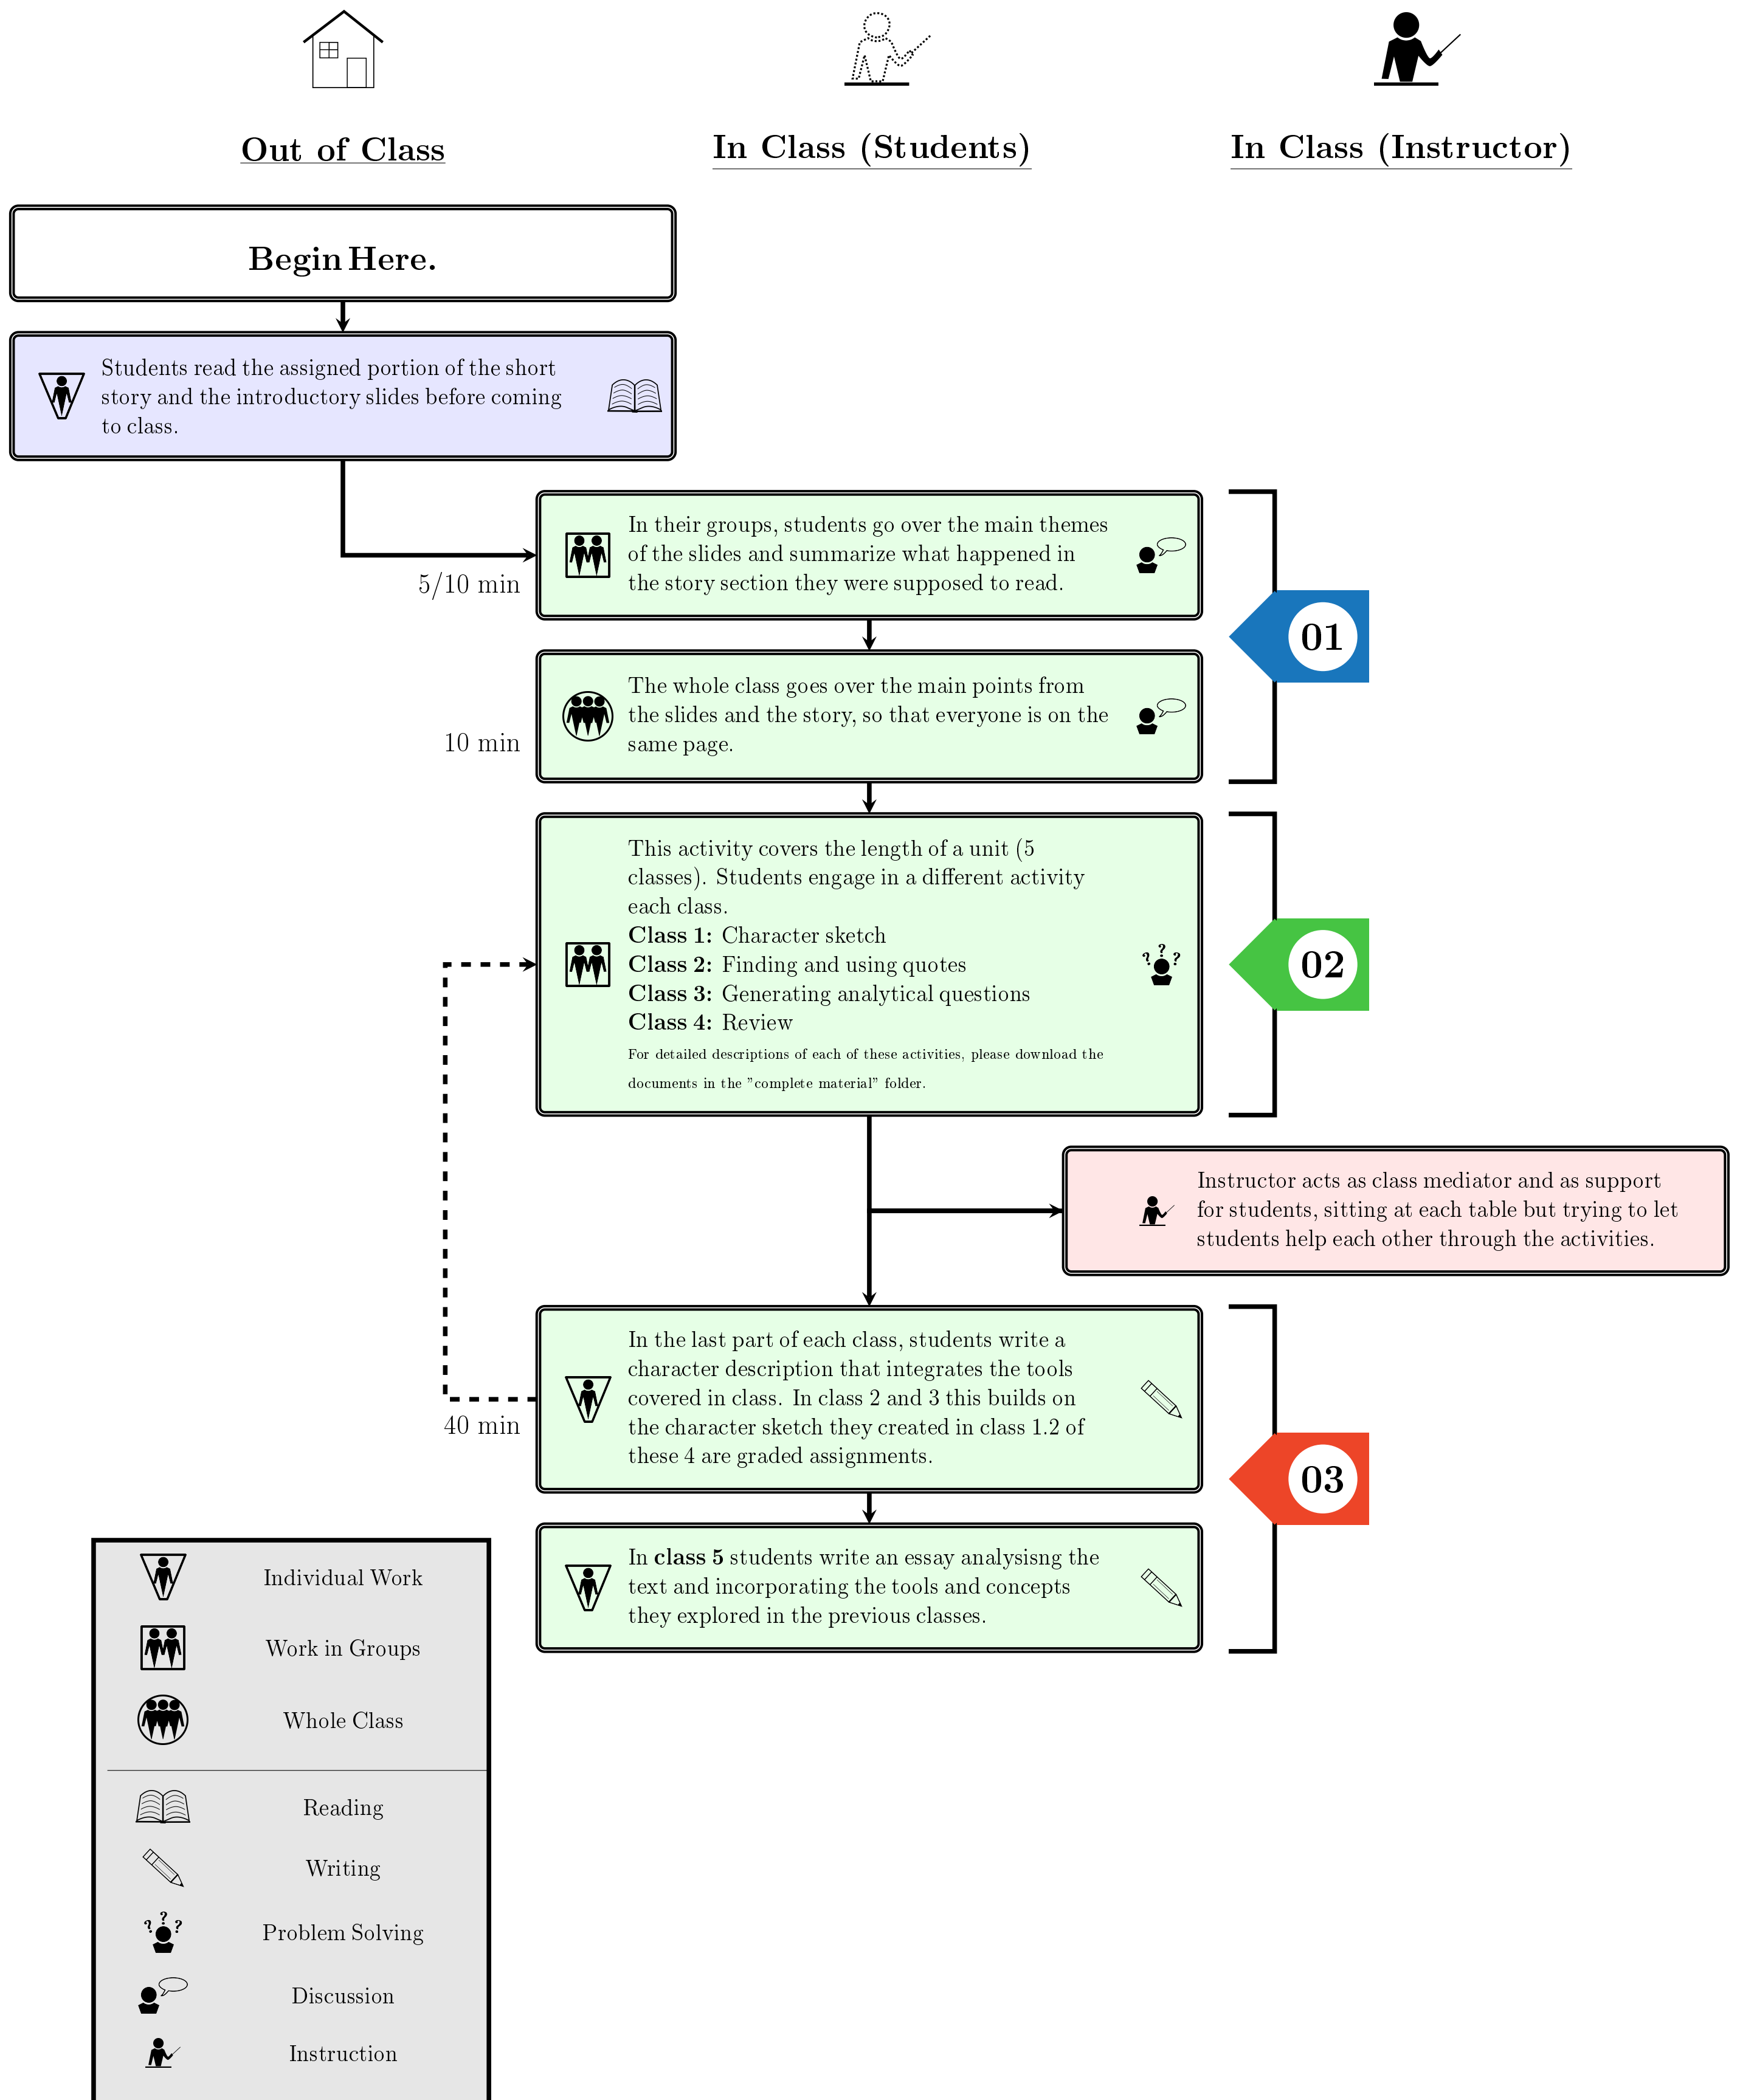 Out of Class
In Class (Students)
In Class (Instructor)
Begin Here.
Students read the assigned portion of the short
story and the introductory slides before coming
to class.
5/10 min
In their groups, students go over the main themes
of the slides and summarize what happened in
the story section they were supposed to read.
01
10 min
The whole class goes over the main points from
the slides and the story, so that everyone is on the
same page.
This activity covers the length of a unit (5
classes). Students engage in a different activity
each class.
Class 1: Character sketch
Class 2: Finding and using quotes
Class 3: Generating analytical questions
Class 4: Review
For detailed descriptions of each of these activities, please download the
documents in the ”complete material” folder.
02
Instructor acts as class mediator and as support
for students, sitting at each table but trying to let
students help each other through the activities.
40 min
In the last part of each class, students write a
character description that integrates the tools
covered in class. In class 2 and 3 this builds on
the character sketch they created in class 1.2 of
these 4 are graded assignments.
03
In class 5 students write an essay analysisng the
text and incorporating the tools and concepts
they explored in the previous classes.
Individual Work
Work in Groups
Whole Class
Reading
Writing
Problem Solving
Discussion
Instruction